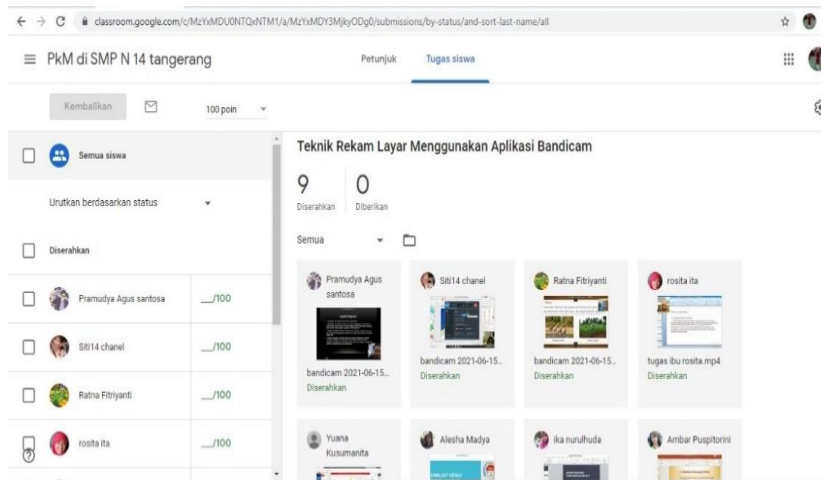 classroom.google.com/c/MzYxMDU0NTQxNTM1/a/MzYxMDY3MjkyODg0/submissions/by-status/and-sort-last-name/all
PkM di SMP N 14 tangerang
Petunjuk
Tugas siswa
Kembalikan
100 poin
Semua siswa
Urutkan berdasarkan status
Diserahkan
Pramudya Agus santosa
__/100
Siti14 chanel
__/100
Ratna Fitriyanti
__/100
rosita ita
__/100
Teknik Rekam Layar Menggunakan Aplikasi Bandicam
9
Diserahkan
0
Diberikan
Semua
Pramudya Agus
santosa
bandicam 2021-06-15...
Diserahkan
Siti14 chanel
bandicam 2021-06-15...
Diserahkan
Ratna Fitriyanti
bandicam 2021-06-15...
Diserahkan
rosita ita
tugas ibu rosita.mp4
Diserahkan
Yuana
Kusumanita
Alesha Madya
ika nurulhuda
Ambar Puspitorini